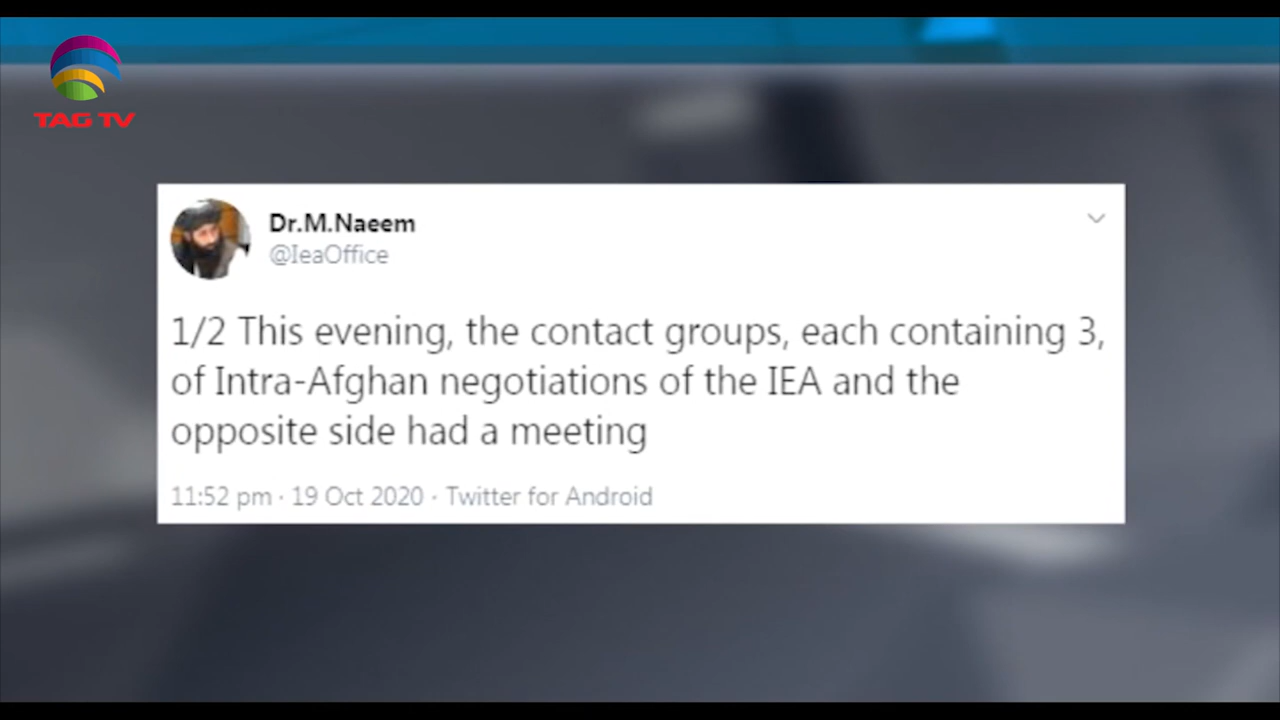 TAG TV
Dr.M.Naeem
@IeaOffice
1/2 This evening, the contact groups, each containing 3,
of Intra-Afghan negotiations of the IEA and the
opposite side had a meeting
11:52 pm · 19 Oct 2020 · Twitter for Android